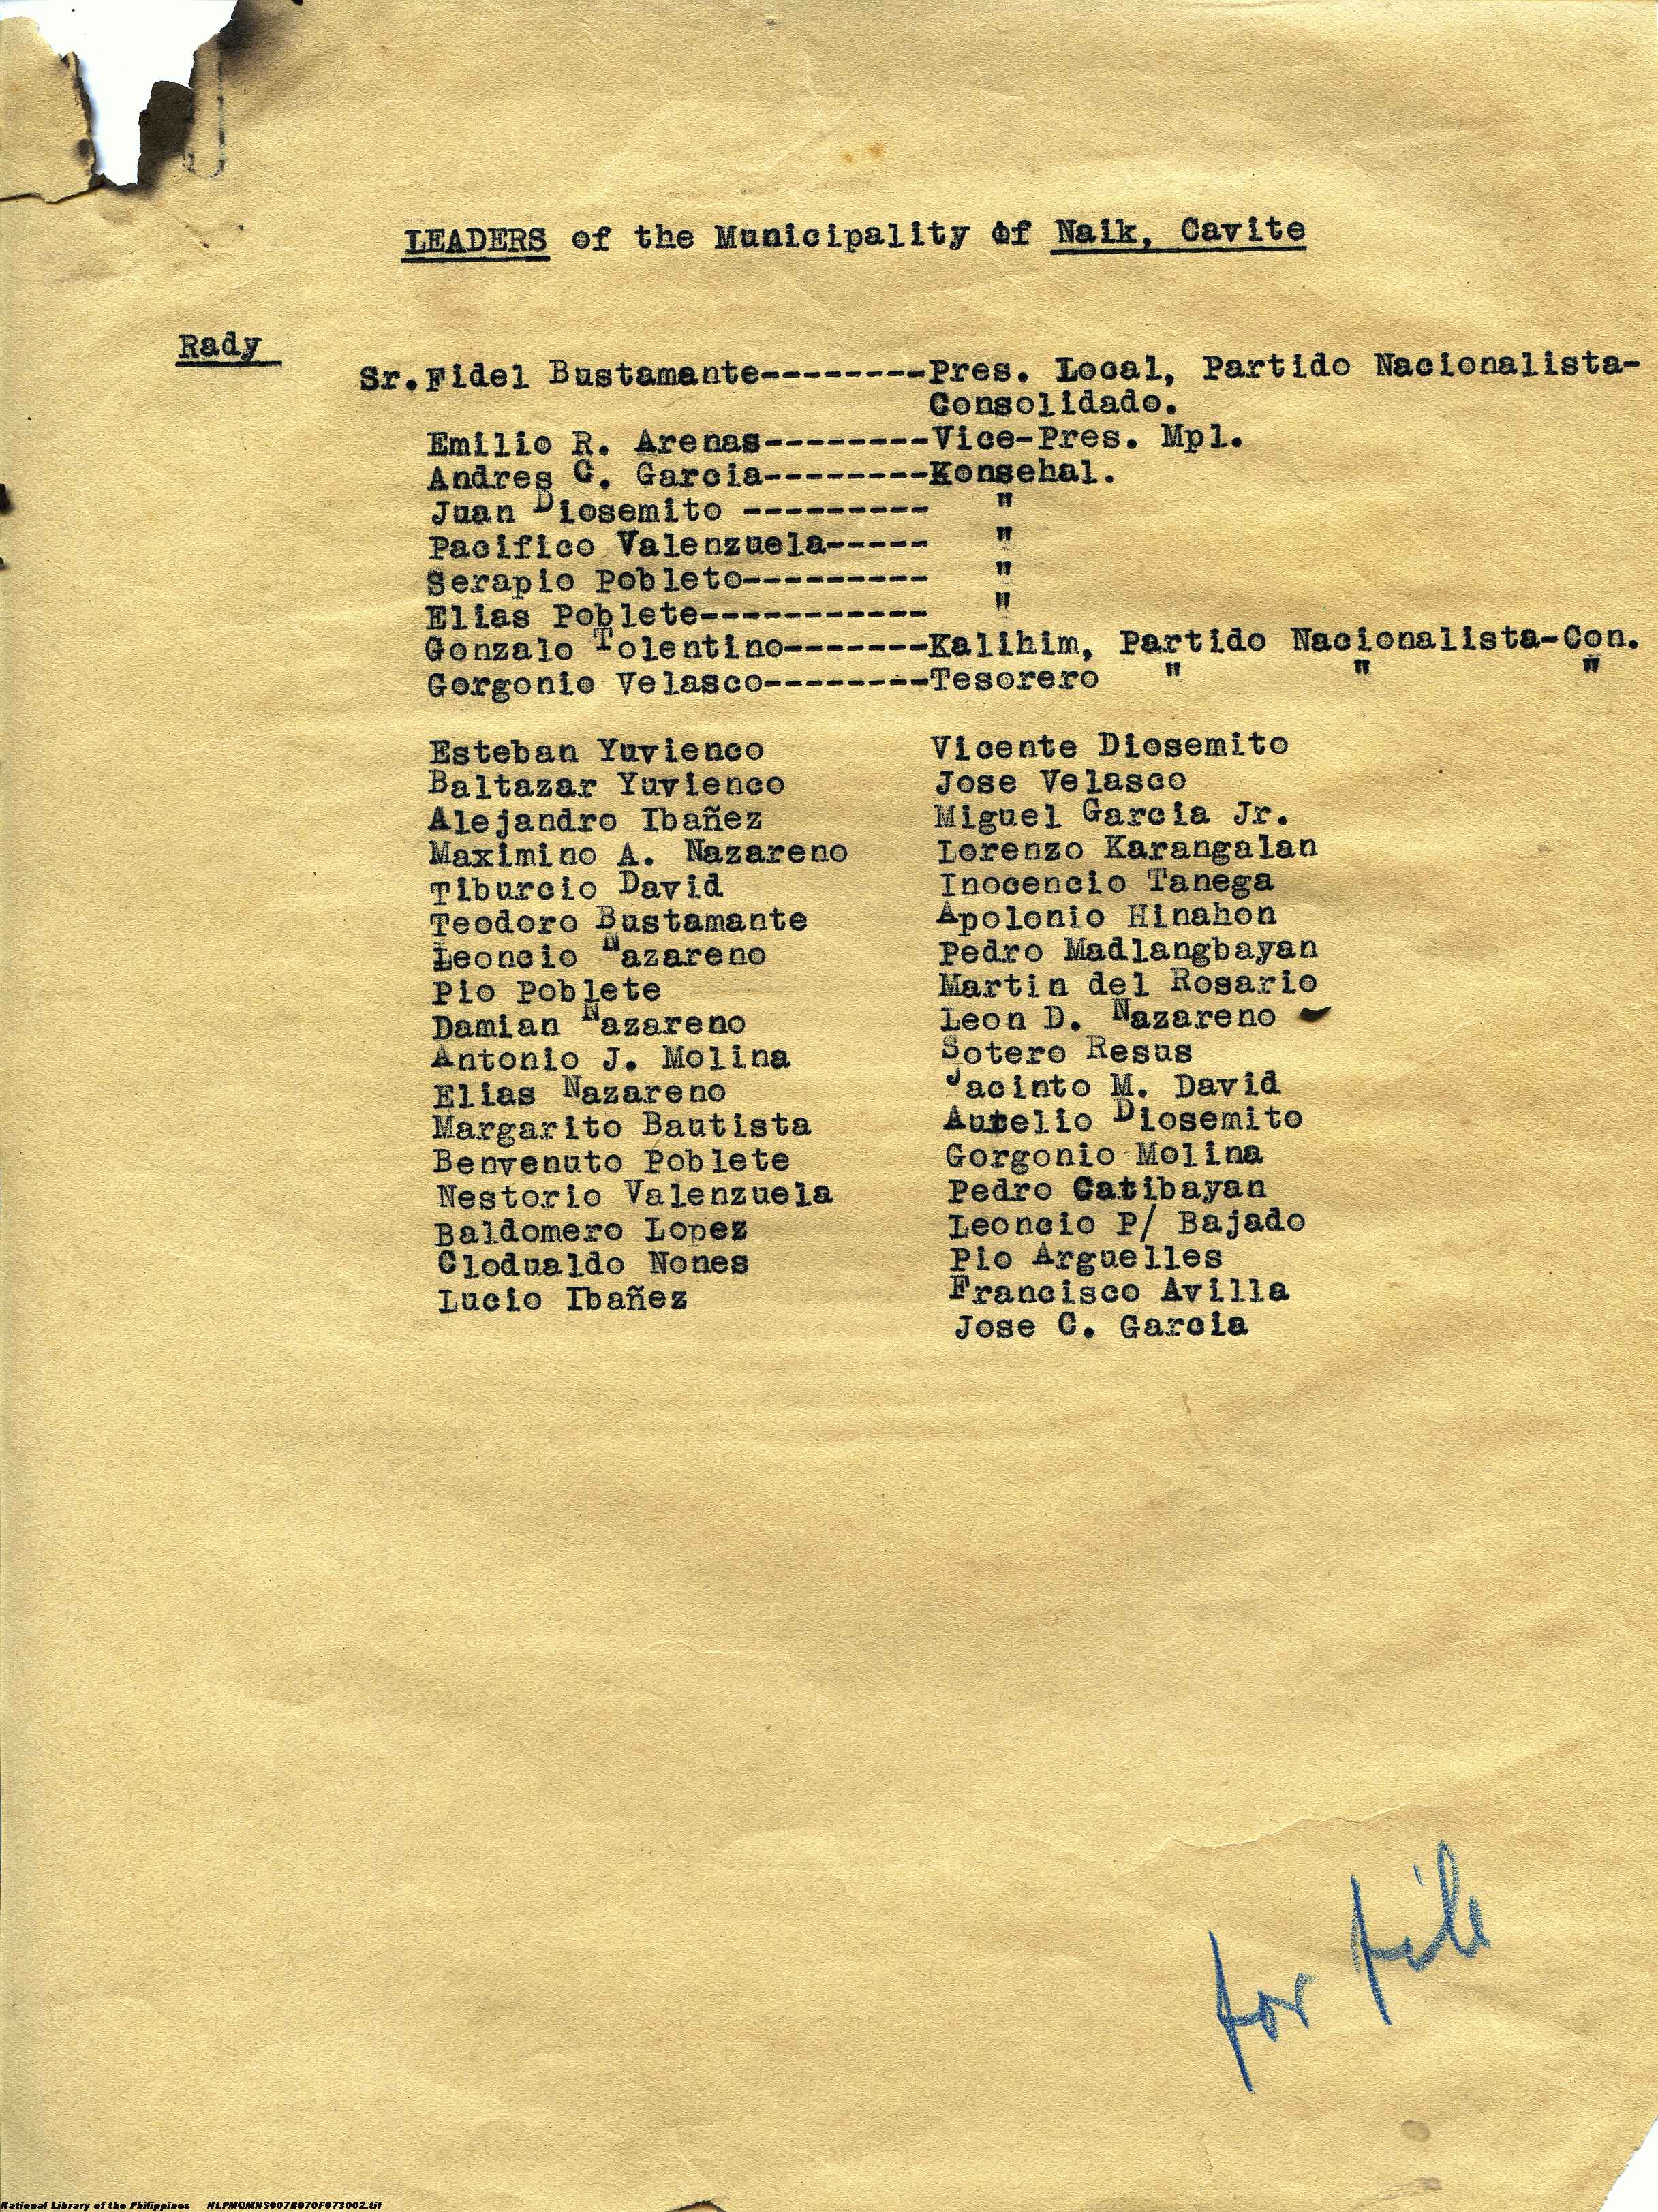 LEADERS of the Municipality of Naik, Cavite
Rady
Sr. Fidel Bustamante--------Pres. Local, Partido Nacionalista-
Consolidado.
Emilio R. Arenas--------Vice-Pres. Mpl.
Andres C. Garcia--------Konsehal.
Juan Diosemito --------- "
Pacifico Valenzuela----- "
Serapio Pobleto--------- "
Elias Poblete----------- "
Gonzalo Tolentino-------Kalihim, Partido Nacionalista-Con.
Gorgonio Velasco--------Tesorero " " "
Esteban Yuvienco Vicente Diosemito
Baltazar Yuvienco Jose Velasco
Alejandro Ibañez Miguel Garcia Jr.
Maximino A. Nazareno Lorenzo Karangalan
Tiburcio David Inocencio Tanega
Teodoro Bustamante Apolonio Hinahon
Leoncio Nazareno Pedro Madlangbayan
Pio Poblete Martin del Rosario
Damian Nazareno Leon D. Nazareno
Antonio J. Molina Sotero Resus
Elias Nazareno Jacinto M. David
Margarito Bautista Aurelio Diosemito
Benvenuto Poblete Gorgonio Molina
Nestorio Valenzuela Pedro Catibayan
Baldomero Lopez Leoncio P/ Bajado
Clodualdo Nones Pio Arguelles
Lucio Ibañez Francisco Avilla
Jose C. Garcia
for file
National Library of the Philippines NLPMQMNS007B070F073002.tif